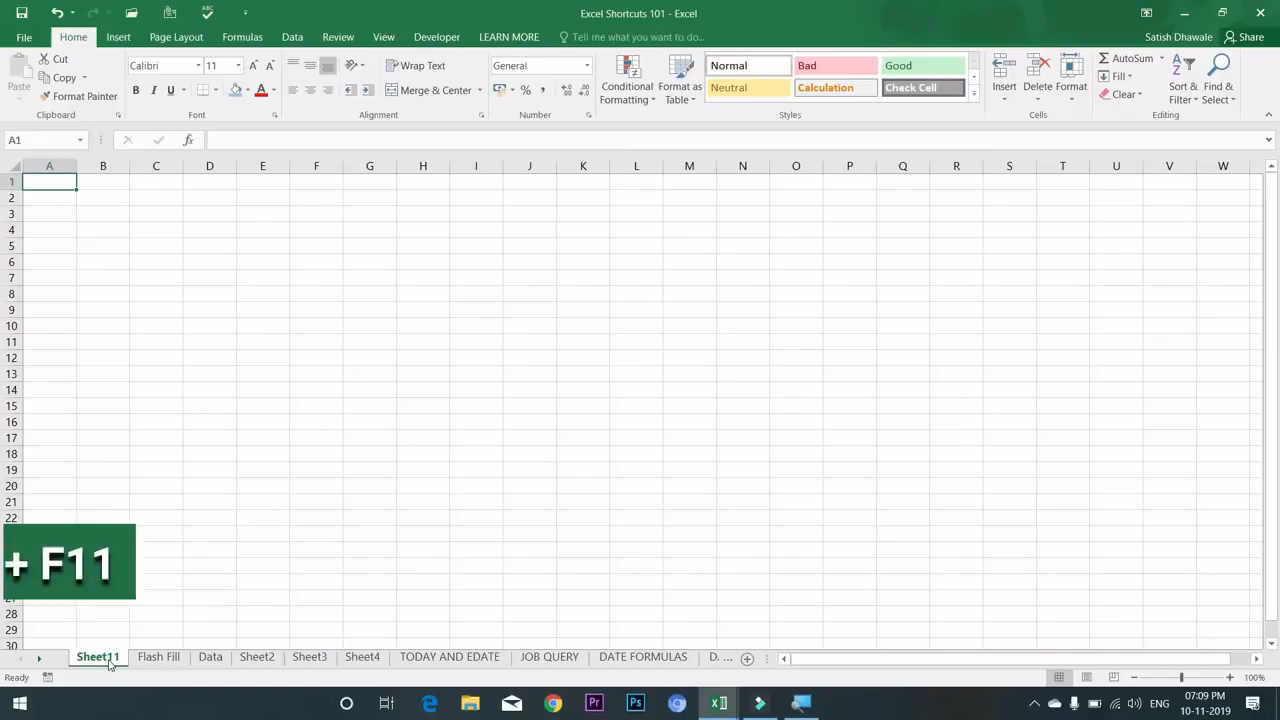 Excel Shortcuts 101 - Excel
File Home Insert Page Layout Formulas Data Review View Developer LEARN MORE Tell me what you want to do... Satish Dhawale Share
Paste Cut Copy Format Painter Clipboard
Calibri 11 B I U A A A Font
Wrap Text Merge & Center Alignment
General % , Number
Conditional Formatting Format as Table Normal Bad Good Neutral Calculation Check Cell Styles
Insert Delete Format Cells
AutoSum Fill Clear Sort & Filter Find & Select Editing
A1 fx
A B C D E F G H I J K L M N O P Q R S T U V W
1
2
3
4
5
6
7
8
9
10
11
12
13
14
15
16
17
18
19
20
21
22
+ F11
28
29
30
Sheet11 Flash Fill Data Sheet2 Sheet3 Sheet4 TODAY AND EDATE JOB QUERY DATE FORMULAS D. ...
Ready 100%
Pr Ps ENG 07:09 PM
10-11-2019